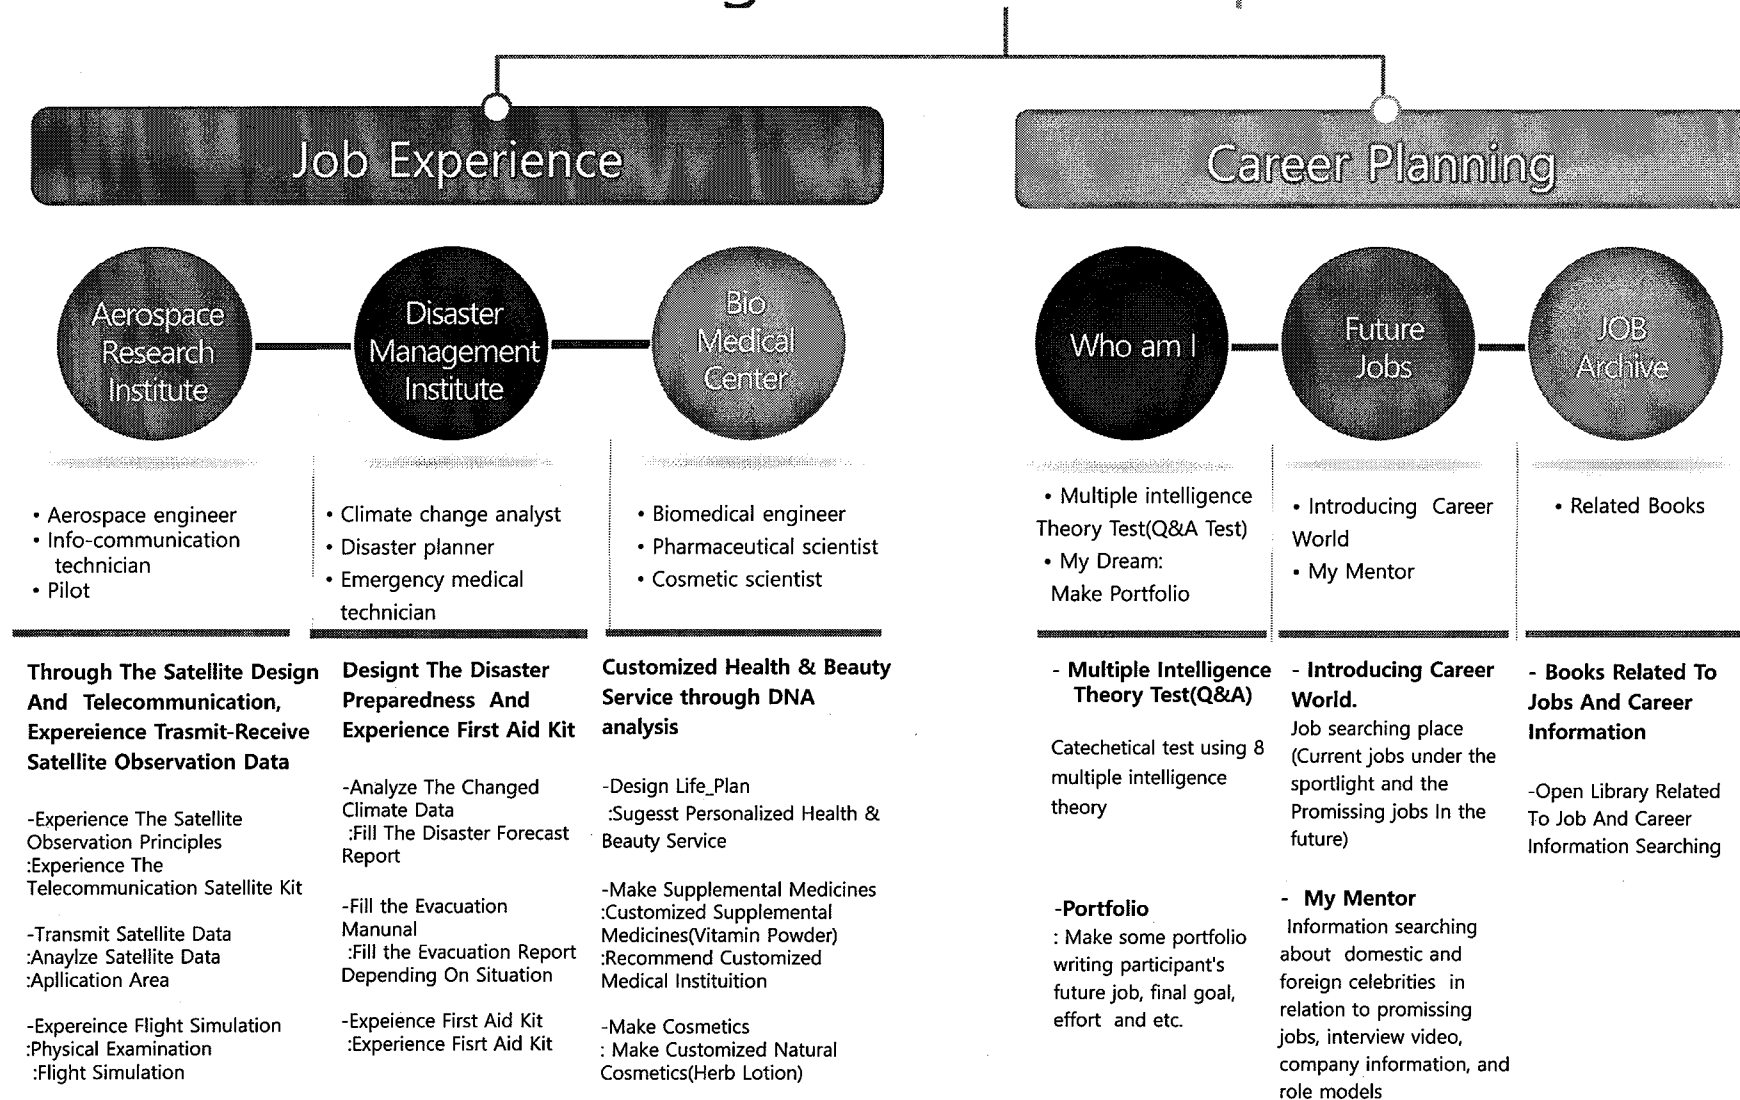 Job Experience
Career Planning
Aerospace
Research
Institute
Disaster
Management
Institute
Bio
Medical
Center
Who am I
Future
Jobs
JOB
Archive
• Aerospace engineer
• Info-communication
technician
• Pilot
• Climate change analyst
• Disaster planner
• Emergency medical
technician
• Biomedical engineer
• Pharmaceutical scientist
• Cosmetic scientist
• Multiple intelligence
Theory Test(Q&A Test)
• My Dream:
Make Portfolio
• Introducing Career
World
• My Mentor
• Related Books
Through The Satellite Design
And Telecommunication,
Expereience Trasmit-Receive
Satellite Observation Data
-Experience The Satellite
Observation Principles
:Experience The
Telecommunication Satellite Kit
-Transmit Satellite Data
:Anaylze Satellite Data
:Apllication Area
-Expereince Flight Simulation
:Physical Examination
:Flight Simulation
Designt The Disaster
Preparedness And
Experience First Aid Kit
-Analyze The Changed
Climate Data
:Fill The Disaster Forecast
Report
-Fill the Evacuation
Manunal
:Fill the Evacuation Report
Depending On Situation
-Expeience First Aid Kit
:Experience Fisrt Aid Kit
Customized Health & Beauty
Service through DNA
analysis
-Design Life_Plan
:Sugesst Personalized Health &
Beauty Service
-Make Supplemental Medicines
:Customized Supplemental
Medicines(Vitamin Powder)
:Recommend Customized
Medical Instituition
-Make Cosmetics
: Make Customized Natural
Cosmetics(Herb Lotion)
- Multiple Intelligence
Theory Test(Q&A)
Catechetical test using 8
multiple intelligence
theory
-Portfolio
: Make some portfolio
writing participant's
future job, final goal,
effort and etc.
- Introducing Career
World.
Job searching place
(Current jobs under the
sportlight and the
Promissing jobs In the
future)
- My Mentor
Information searching
about domestic and
foreign celebrities in
relation to promissing
jobs, interview video,
company information, and
role models
- Books Related To
Jobs And Career
Information
-Open Library Related
To Job And Career
Information Searching